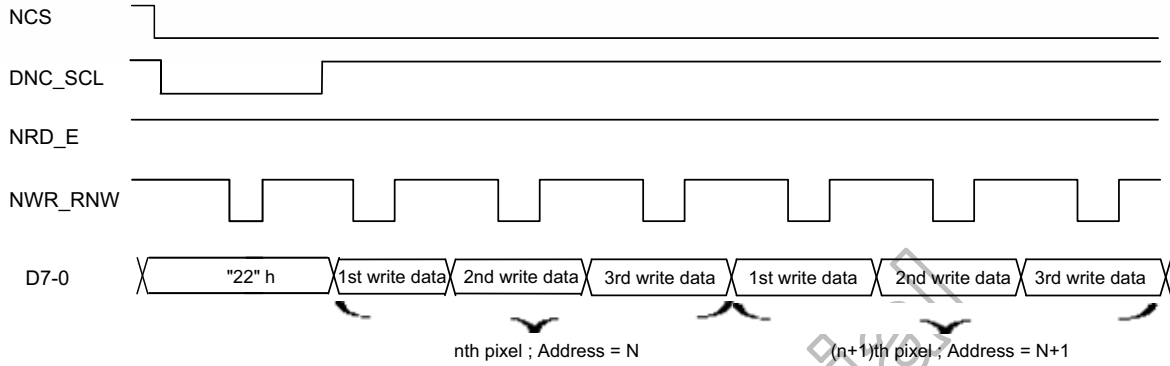 NCS
DNC_SCL
NRD_E
NWR_RNW
D7-0
"22" h
1st write data
2nd write data
3rd write data
1st write data
2nd write data
3rd write data
nth pixel ; Address = N
(n+1)th pixel ; Address = N+1